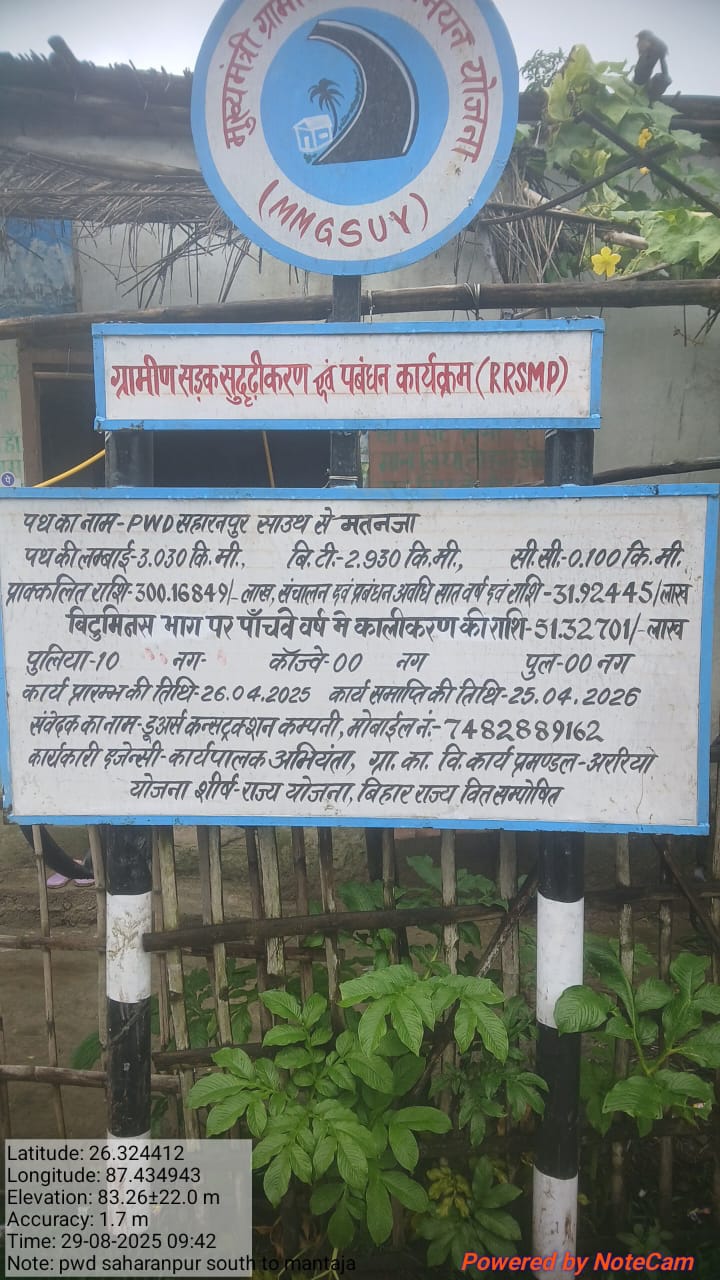 मुख्यमंत्री ग्रामीण उन्नयन योजना
(MMGSUY)
ग्रामीण सड़क सुदृढ़ीकरण एवं पबंधन कार्यक्रम (RRSMP)
पथ का नाम-PWD सहारनपुर साउथ से मतनजा
पथ की लम्बाई-3.030 कि.मी., बि.टी:-2.930 कि.मी., सी.सी:-0.100 कि.मी.
प्राक्कलित राशि-300.16849/- लाख, संचालन एवं प्रबंधन अवधि सात वर्ष एवं राशि-31.92445/लाख
बिटुमिनस भाग पर पाँचवे वर्ष मे कालीकरण की राशि-51.32701/-लाख
पुलिया-10 नग- कॉज्वे-00 नग पुल-00 नग
कार्य प्रारम्भ की तिथि-26.04.2025 कार्य समाप्ति की तिथि-25.04.2026
संवेदक का नाम-डूअर्स कन्सट्रक्शन कम्पनी, मोबाईल नं:-7482889162
कार्यकारी एजेन्सी-कार्यपालक अभियंता, ग्रा. का. वि. कार्य प्रमण्डल-अररिया
योजना शीर्ष-राज्य योजना, बिहार राज्य वित सम्पोषित
Latitude: 26.324412
Longitude: 87.434943
Elevation: 83.26±22.0 m
Accuracy: 1.7 m
Time: 29-08-2025 09:42
Note: pwd saharanpur south to mantaja
Powered by NoteCam